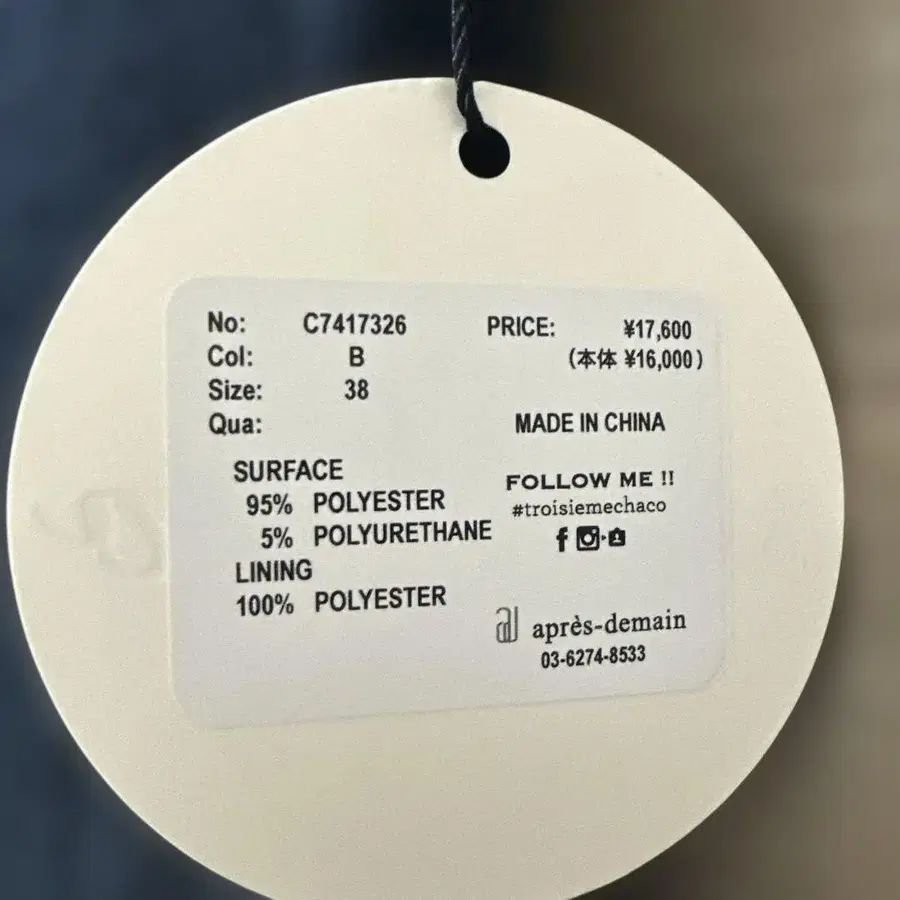 No: C7417326 PRICE: ¥17,600
Col: B (本体 ¥16,000)
Size: 38
Qua: MADE IN CHINA
SURFACE
95% POLYESTER
5% POLYURETHANE
LINING
100% POLYESTER
FOLLOW ME !!
#troisiemechaco
ad après-demain
03-6274-8533